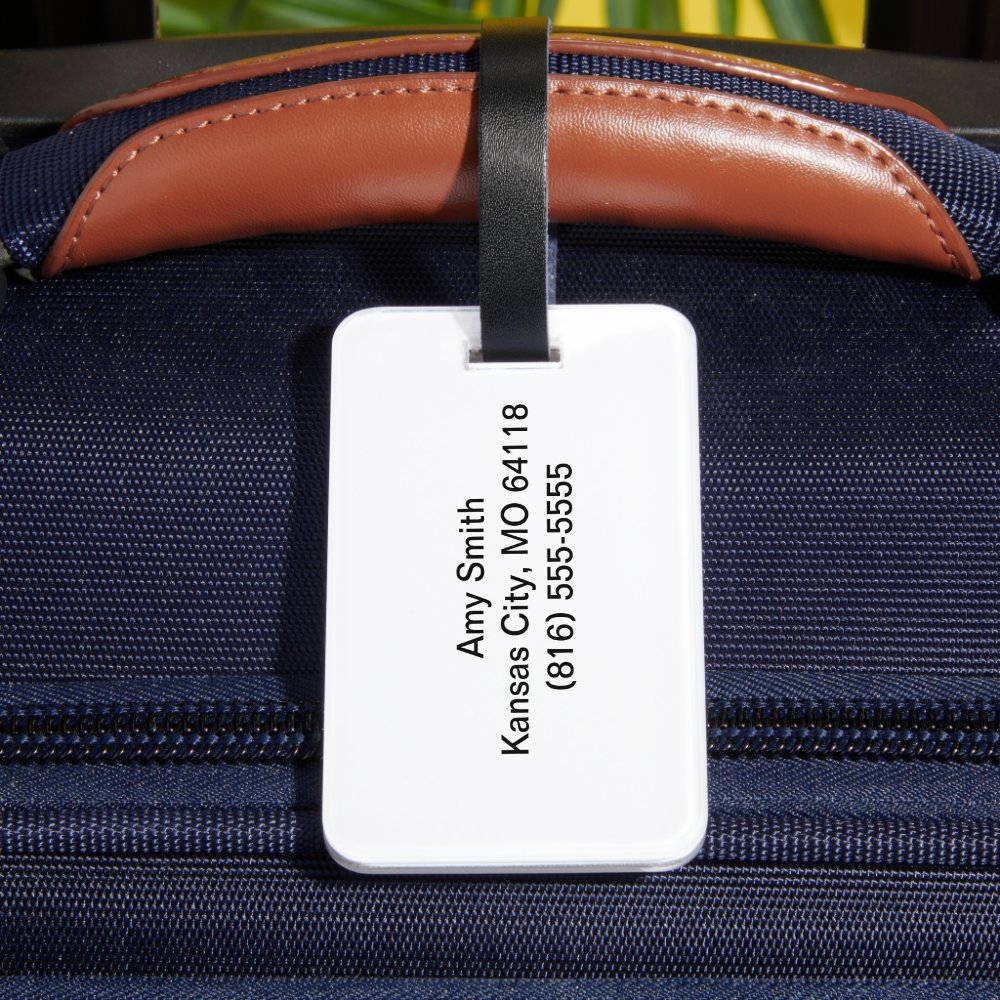 Amy Smith
Kansas City, MO 64118
(816) 555-5555